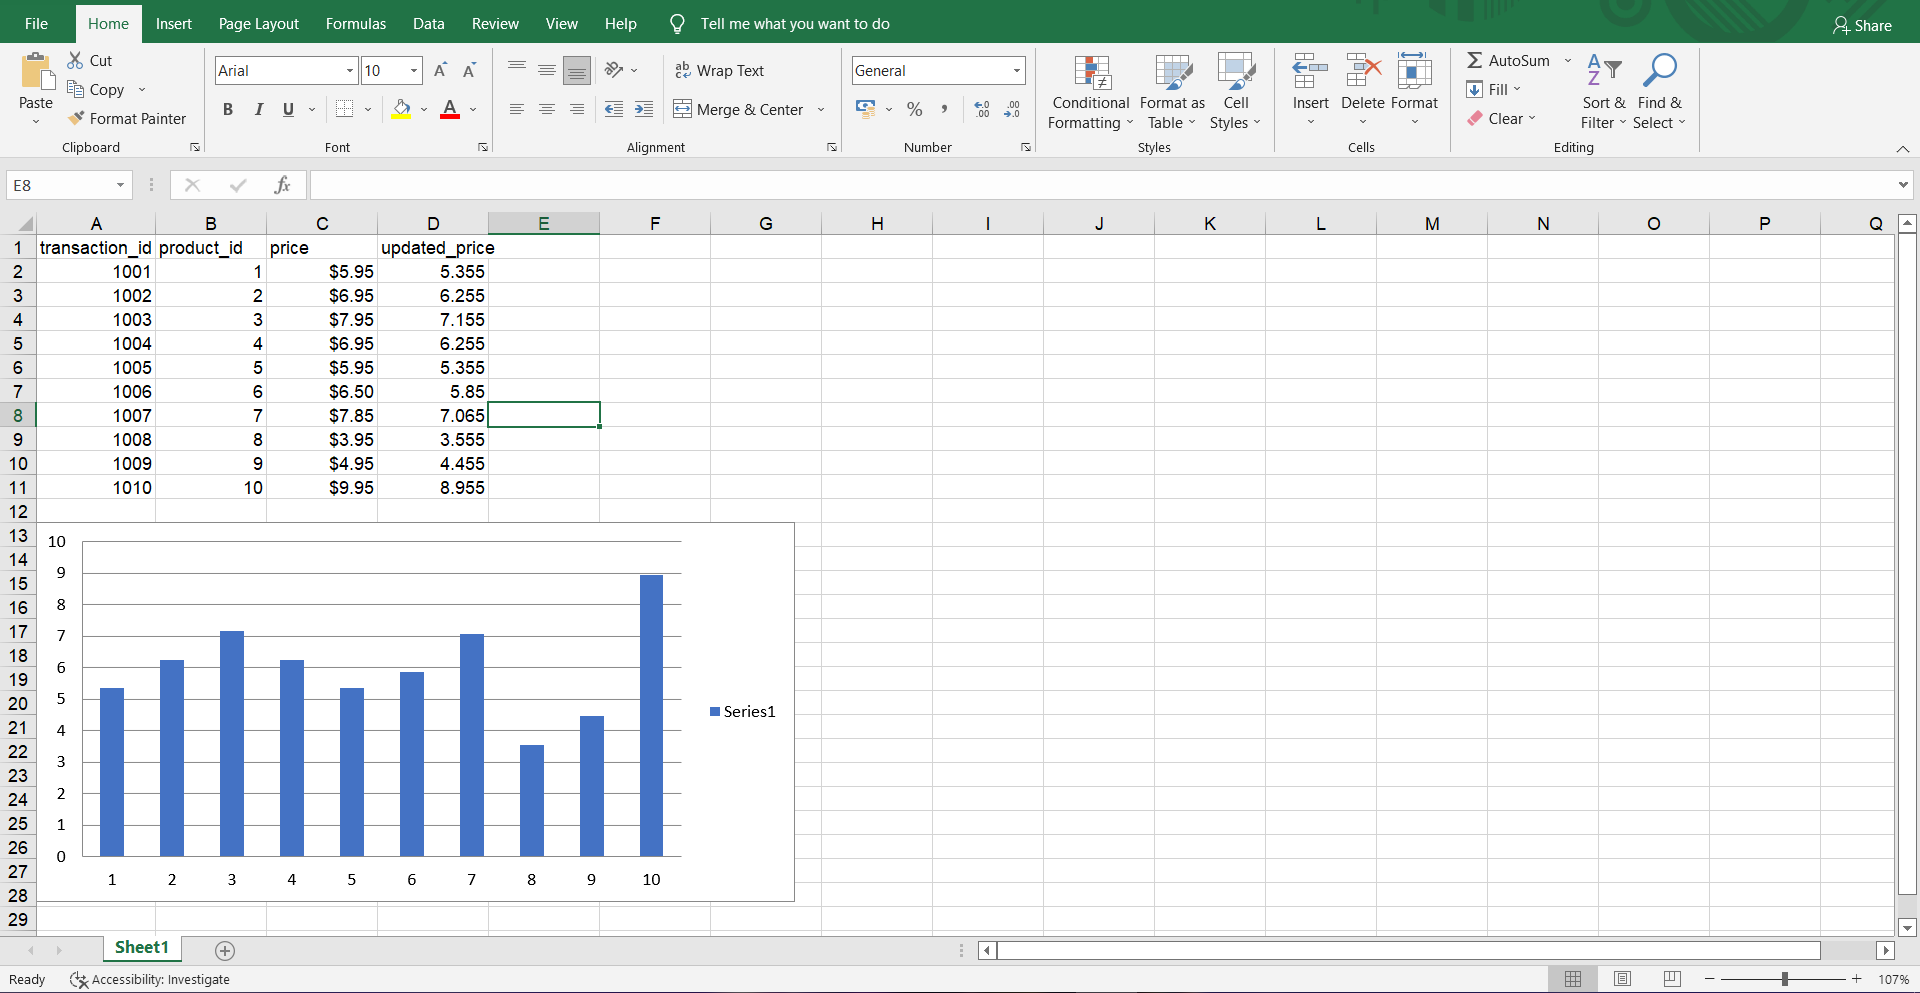 File Home Insert Page Layout Formulas Data Review View Help Tell me what you want to do Share
Paste Cut
Copy
Format Painter
Clipboard
Arial 10
B I U
Font
Wrap Text
Merge & Center
Alignment
General
% ,
Number
Conditional Formatting
Format as Table
Cell Styles
Styles
Insert Delete Format
Cells
AutoSum
Fill
Clear
Sort & Filter
Find & Select
Editing
E8 fx
A B C D E F G H I J K L M N O P Q
1 transaction_id product_id price updated_price
2 1001 1 $5.95 5.355
3 1002 2 $6.95 6.255
4 1003 3 $7.95 7.155
5 1004 4 $6.95 6.255
6 1005 5 $5.95 5.355
7 1006 6 $6.50 5.85
8 1007 7 $7.85 7.065
9 1008 8 $3.95 3.555
10 1009 9 $4.95 4.455
11 1010 10 $9.95 8.955
12
13
14
15
16
17
18
19
20
21
22
23
24
25
26
27
28
29
10
9
8
7
6
5
4
3
2
1
0
1 2 3 4 5 6 7 8 9 10
Series1
Sheet1
Ready Accessibility: Investigate 107%